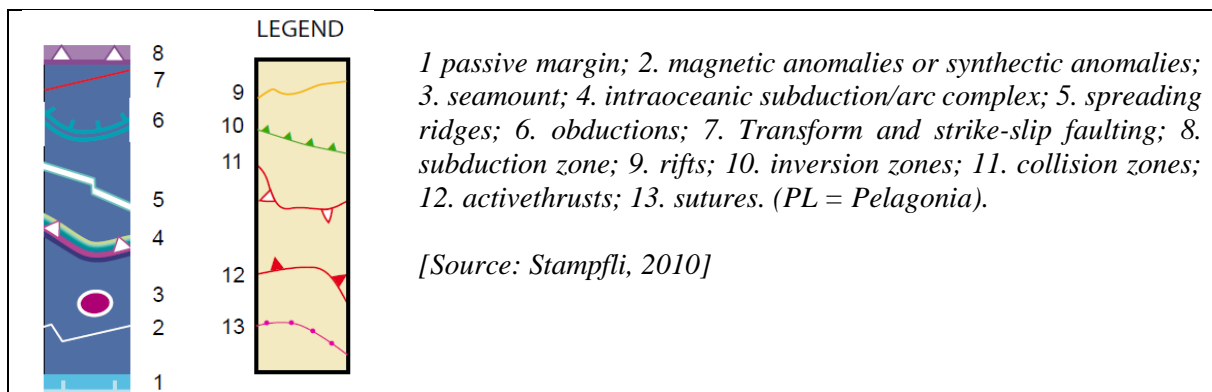 LEGEND
8
7
6
5
4
3
2
1
9
10
11
12
13
1 passive margin; 2. magnetic anomalies or synthectic anomalies;
3. seamount; 4. intraoceanic subduction/arc complex; 5. spreading
ridges; 6. obductions; 7. Transform and strike-slip faulting; 8.
subduction zone; 9. rifts; 10. inversion zones; 11. collision zones;
12. activethrusts; 13. sutures. (PL = Pelagonia).
[Source: Stampfli, 2010]